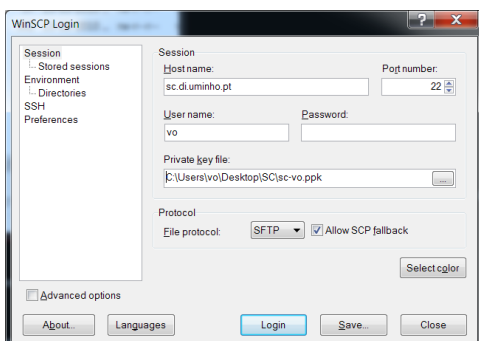 WinSCP Login
Session
Stored sessions
Environment
Directories
SSH
Preferences
Session
Host name:
Port number:
sc.di.uminho.pt
22
User name:
Password:
vo
Private key file:
C:\Users\vo\Desktop\SC\sc-vo.ppk
...
Protocol
File protocol:
SFTP
Allow SCP fallback
Select color
Advanced options
About...
Languages
Login
Save...
Close